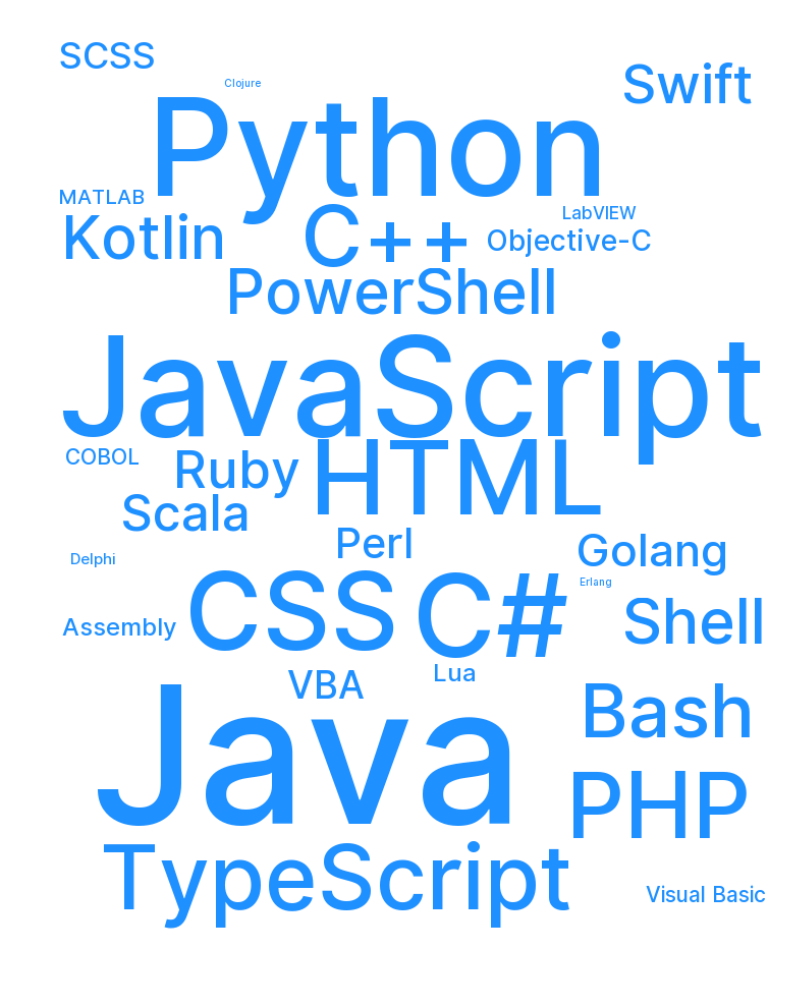 SCSS
Swift
Clojure
Python
MATLAB
LabVIEW
Kotlin
C++
Objective-C
PowerShell
JavaScript
COBOL
Ruby
HTML
Scala
Perl
Golang
Delphi
Erlang
CSS
C#
Shell
Assembly
Lua
VBA
Bash
Java
PHP
TypeScript
Visual Basic